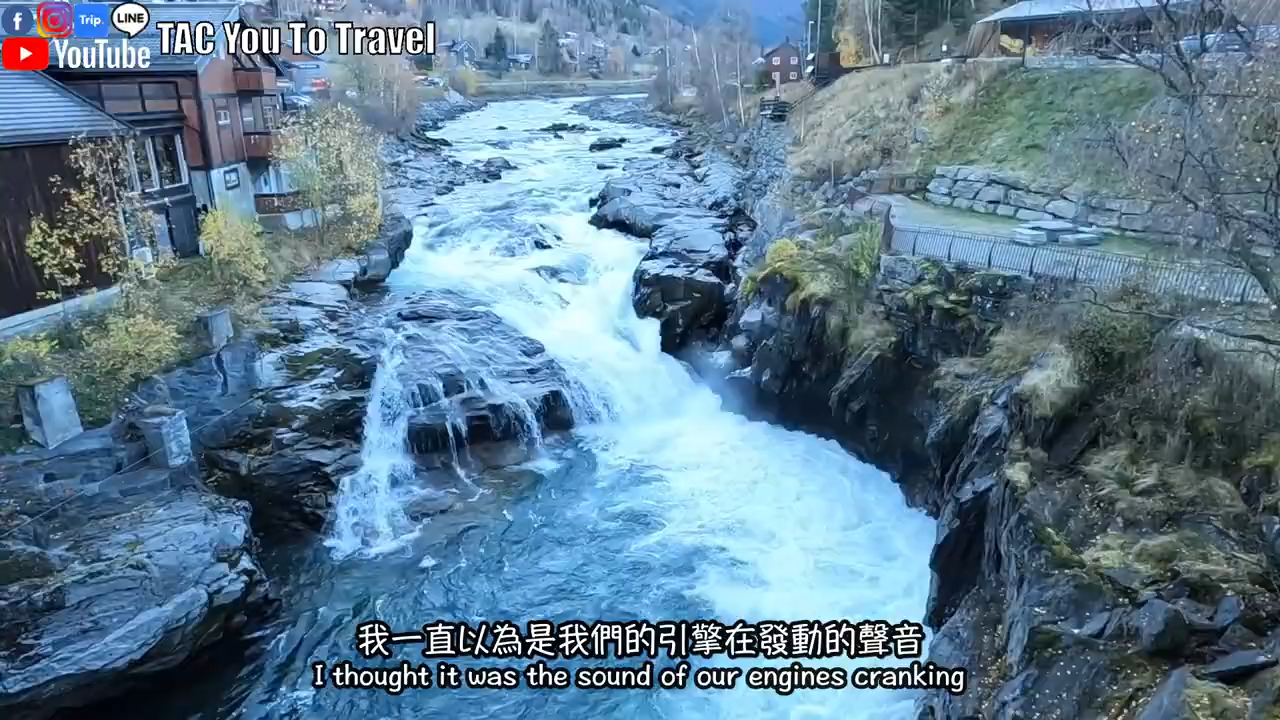 f
Trip.
LINE
YouTube TAC You To Travel
我一直以為是我們的引擎在發動的聲音
I thought it was the sound of our engines cranking